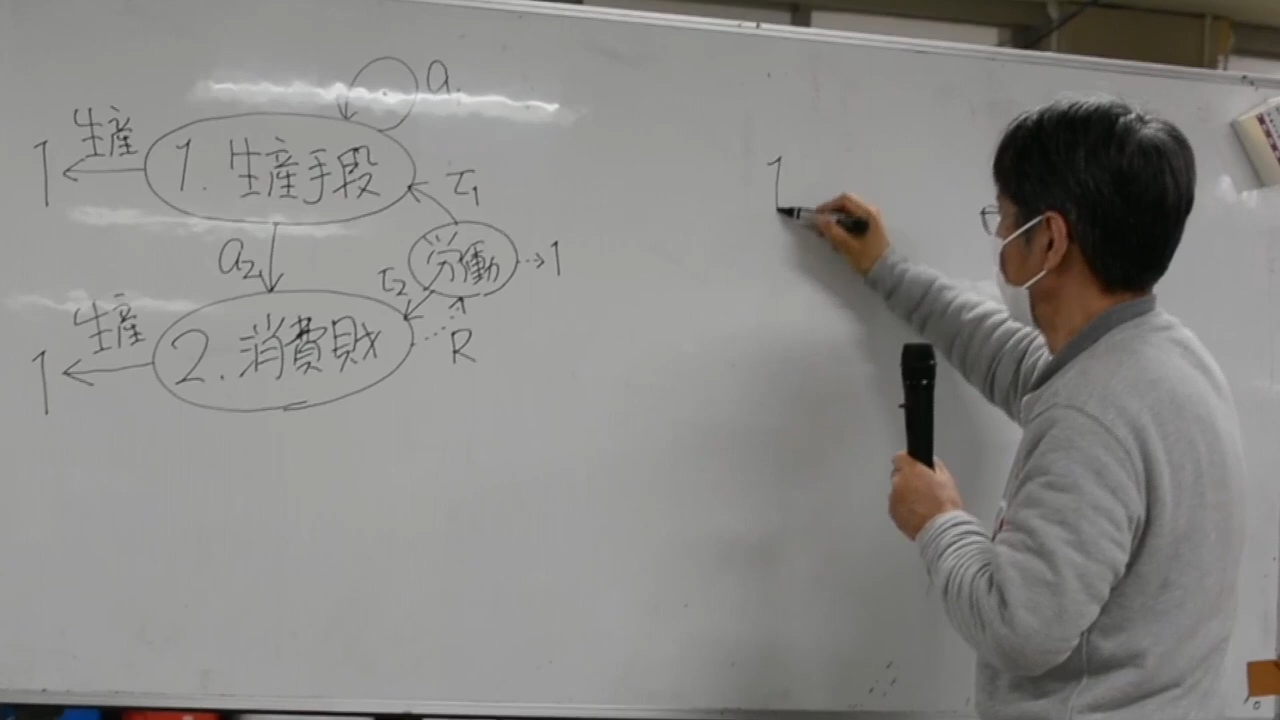 a₁
生産
1
1. 生産手段
τ₁
a₂
労働
1
τ₂
生産
1
2. 消費財
R
1